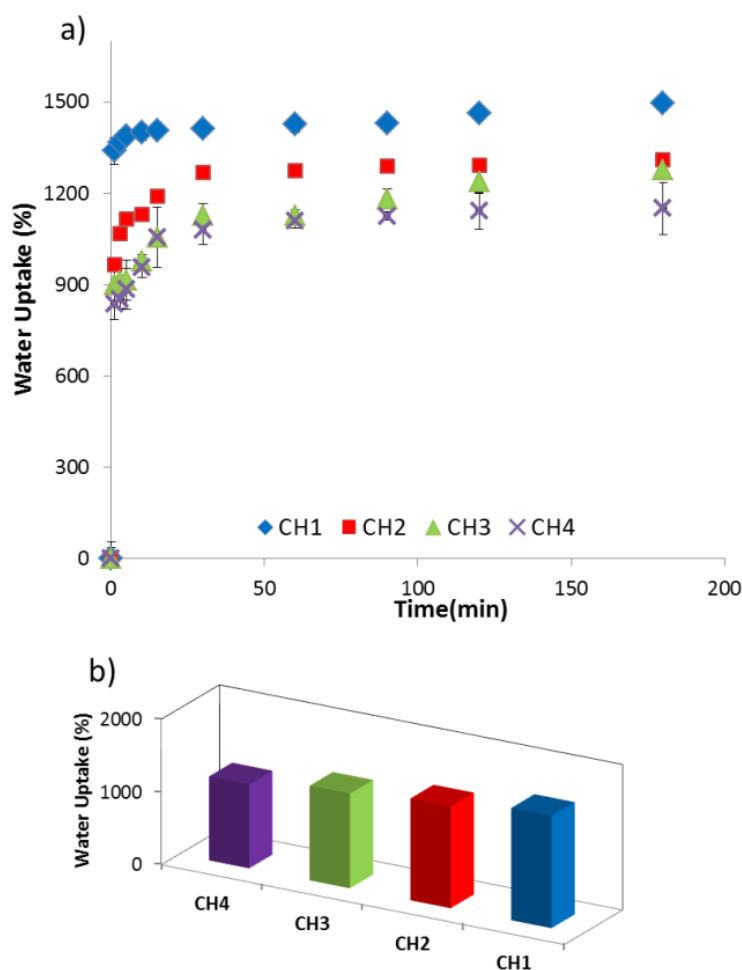 a)
Water Uptake (%)
1500
1200
900
600
300
0
CH1 CH2 CH3 CH4
0 50 100 150 200
Time(min)
b)
Water Uptake (%)
2000
1000
0
CH4
CH3
CH2
CH1